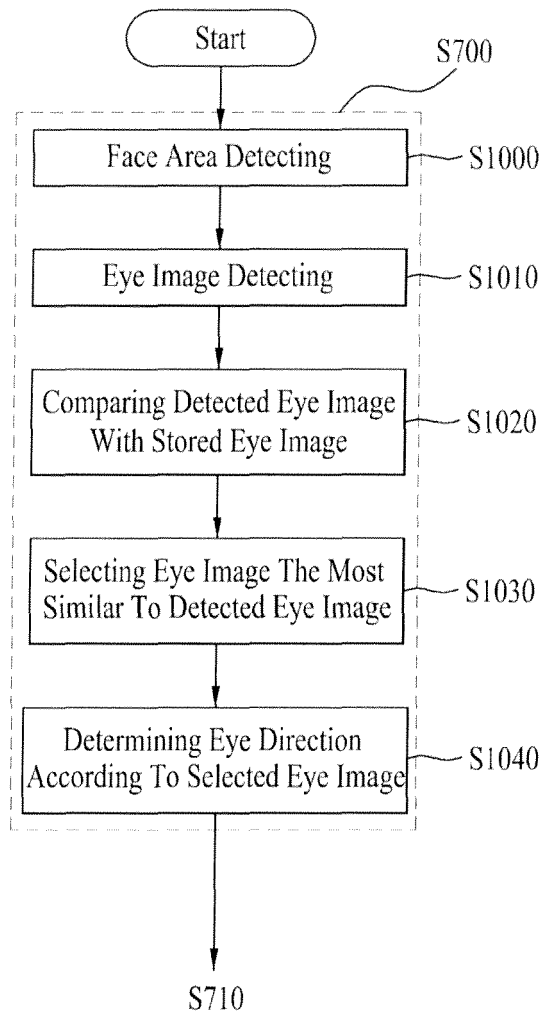 Start
S700
Face Area Detecting
S1000
Eye Image Detecting
S1010
Comparing Detected Eye Image
With Stored Eye Image
S1020
Selecting Eye Image The Most
Similar To Detected Eye Image
S1030
Determining Eye Direction
According To Selected Eye Image
S1040
S710